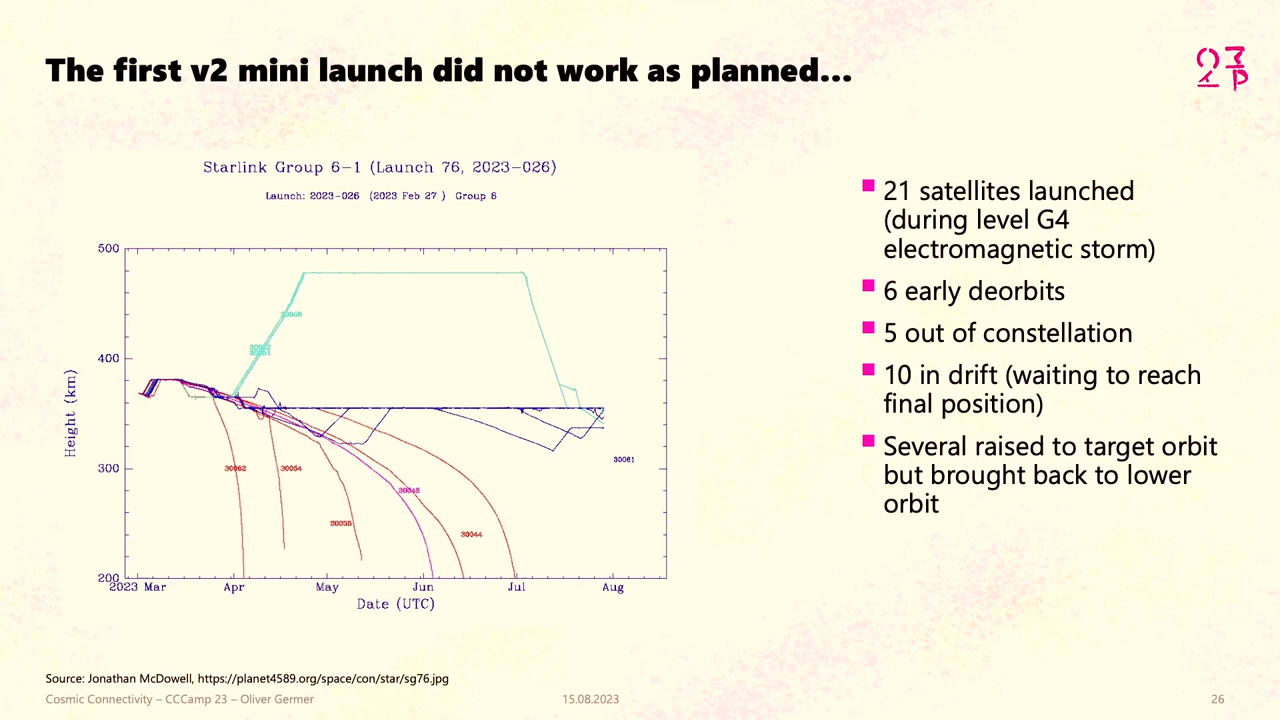 The first v2 mini launch did not work as planned...
Starlink Group 6-1 (Launch 76, 2023-026)
Launch: 2023-026 (2023 Feb 27 ) Group 6
500
400
300
200
Height (km)
30062
30054
30044
30061
2023 Mar
Apr
May
Jun
Jul
Aug
Date (UTC)
21 satellites launched
(during level G4
electromagnetic storm)
6 early deorbits
5 out of constellation
10 in drift (waiting to reach
final position)
Several raised to target orbit
but brought back to lower
orbit
Source: Jonathan McDowell, https://planet4589.org/space/con/star/sg76.jpg
Cosmic Connectivity – CCCamp 23 – Oliver Germer
15.08.2023
26